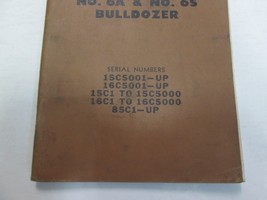 NO. 6A & NO. 6S
BULLDOZER
SERIAL NUMBERS
15C5001-UP
16C5001-UP
15C1 TO 15C5000
16C1 TO 16C5000
85C1-UP